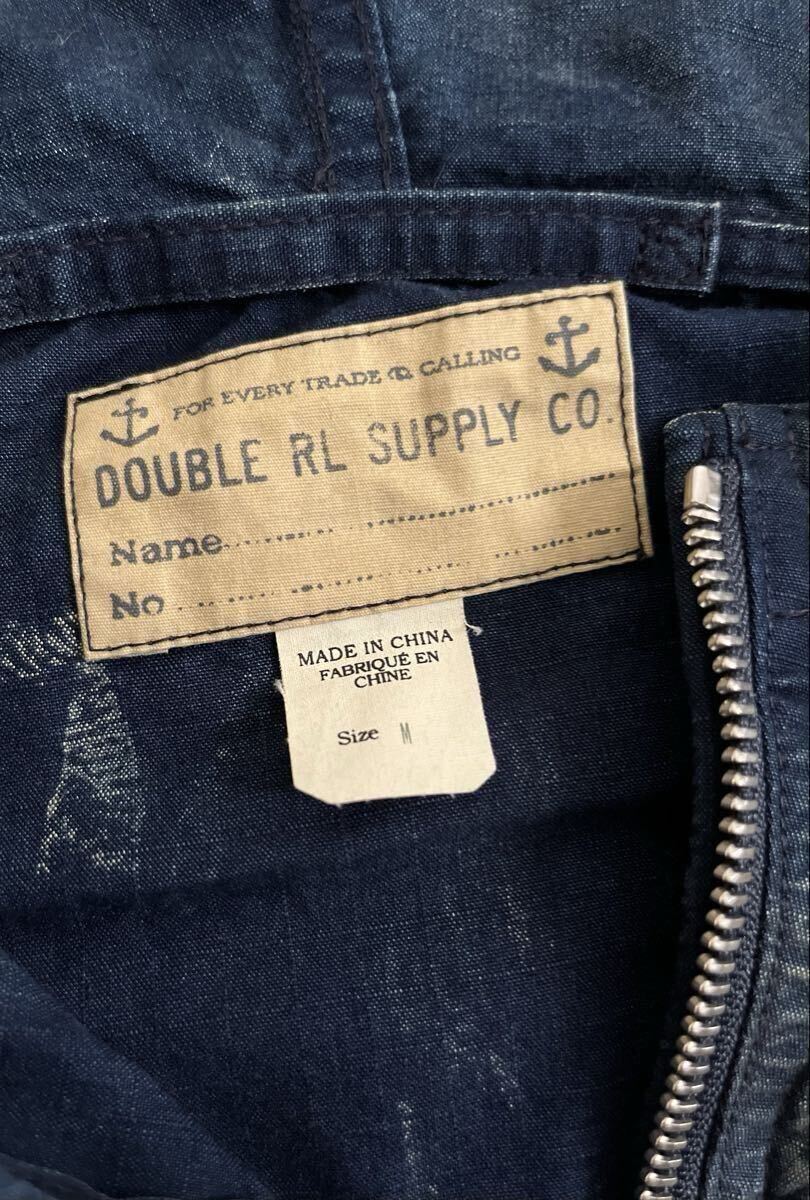 FOR EVERY TRADE & CALLING
DOUBLE RL SUPPLY CO.
Name
No
MADE IN CHINA
FABRIQUÉ EN
CHINE
Size M